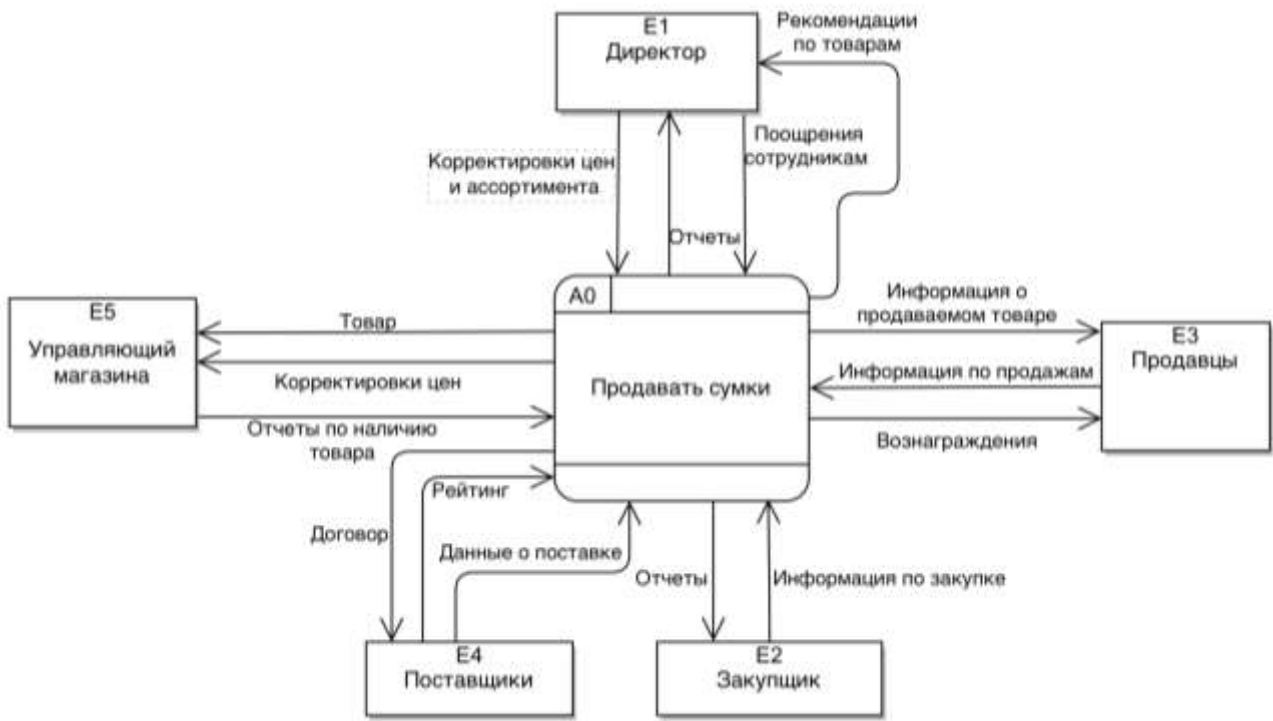 E1
Директор
Рекомендации
по товарам
Корректировки цен
и ассортимента
Поощрения
сотрудникам
Отчеты
A0
Продавать сумки
E5
Управляющий
магазина
Товар
Корректировки цен
Отчеты по наличию
товара
Информация о
продаваемом товаре
Информация по продажам
Вознаграждения
E3
Продавцы
Договор
Рейтинг
Данные о поставке
Отчеты
Информация по закупке
E4
Поставщики
E2
Закупщик